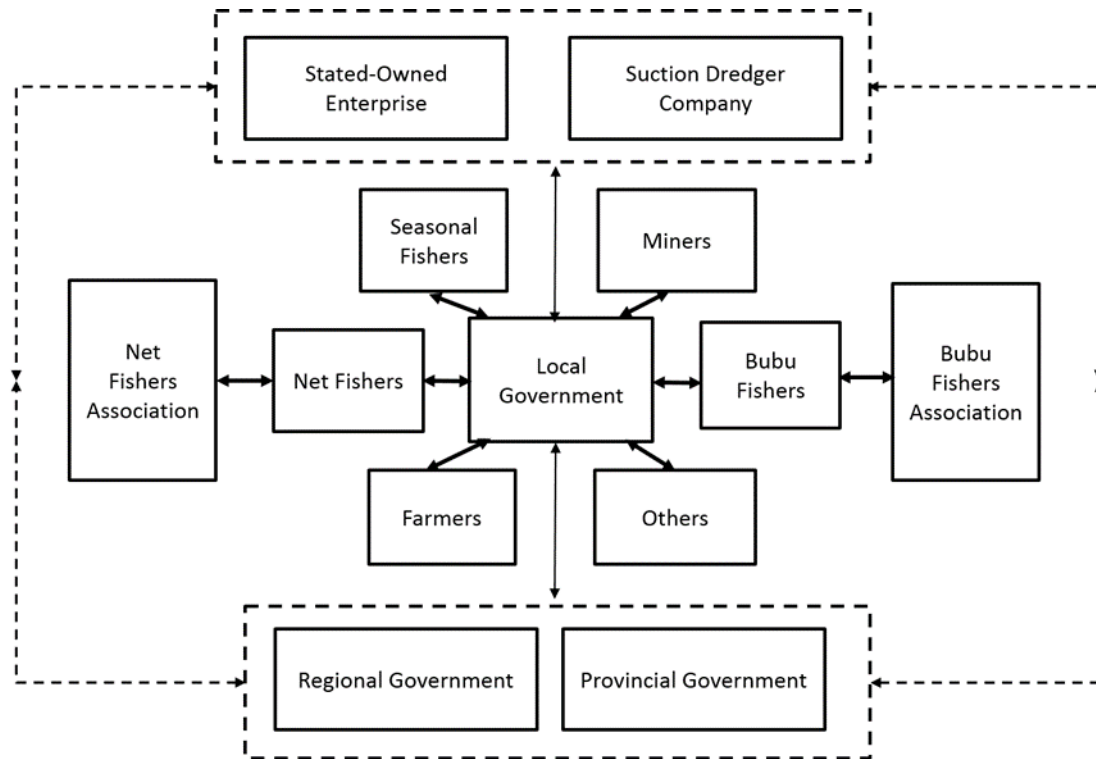 Stated-Owned
Enterprise
Suction Dredger
Company
Seasonal
Fishers
Miners
Net
Fishers
Association
Net Fishers
Local
Government
Bubu
Fishers
Bubu
Fishers
Association
Farmers
Others
Regional Government
Provincial Government